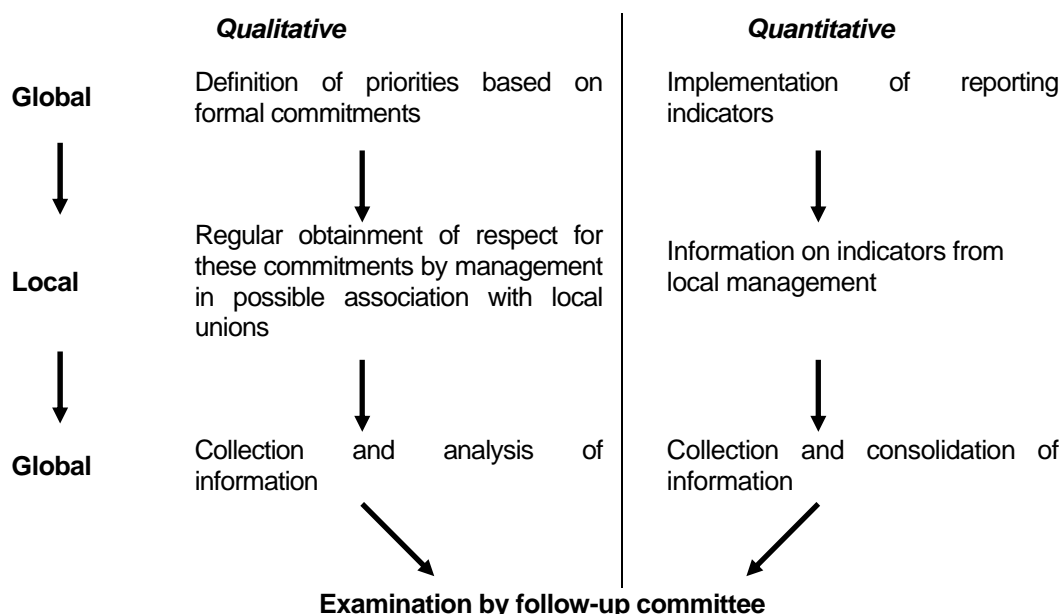 Qualitative
Quantitative
Global
Definition of priorities based on
formal commitments
Implementation of reporting
indicators
Local
Regular obtainment of respect for
these commitments by management
in possible association with local
unions
Information on indicators from
local management
Global
Collection and analysis of
information
Collection and consolidation of
information
Examination by follow-up committee